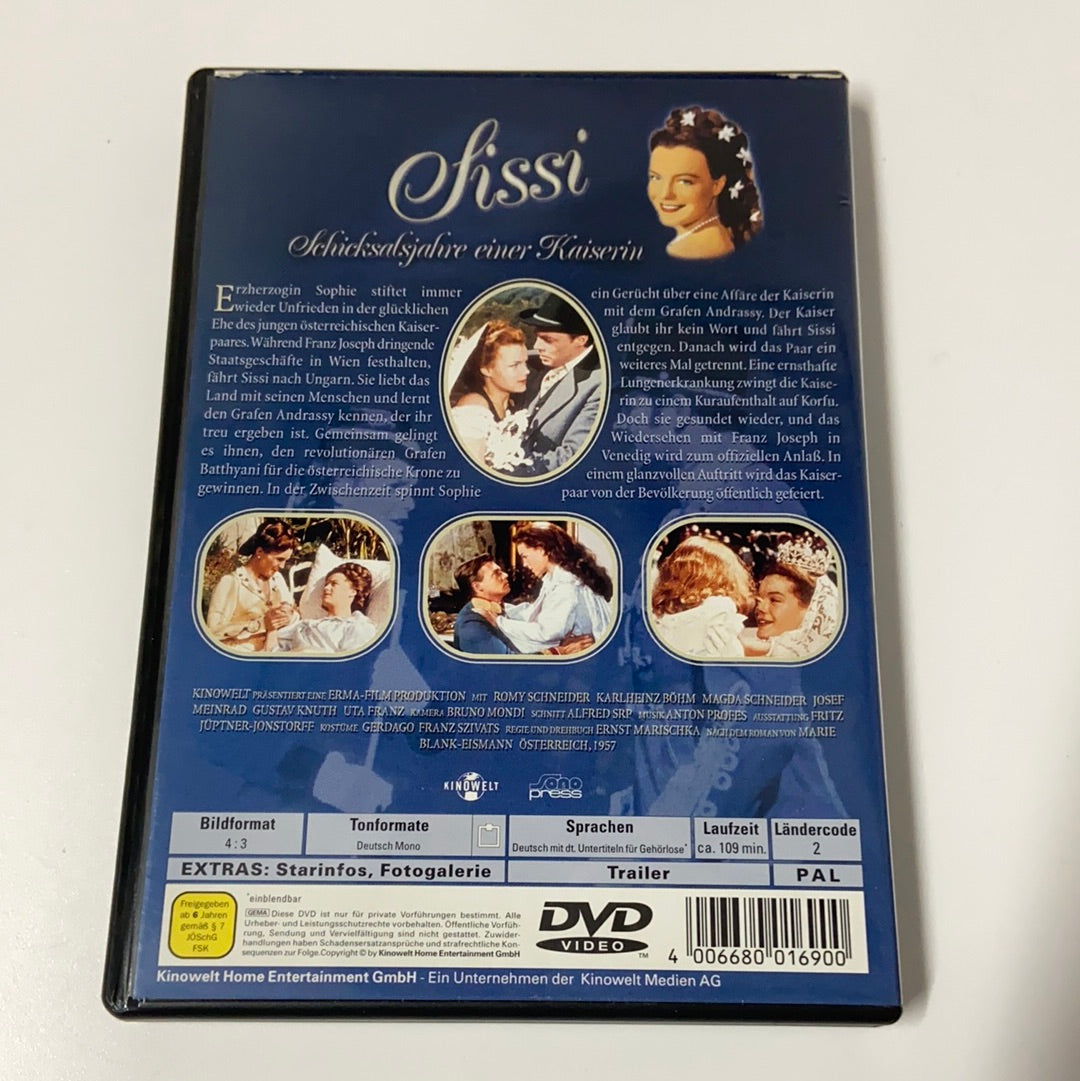 Sissi
Schicksalsjahre einer Kaiserin
Erzherzogin Sophie stiftet immer
wieder Unfrieden in der glücklichen
Ehe des jungen österreichischen Kaiser-
paares. Während Franz Joseph dringende
Staatsgeschäfte in Wien festhalten,
fährt Sissi nach Ungarn. Sie liebt das
Land mit seinen Menschen und lernt
den Grafen Andrassy kennen, der ihr
treu ergeben ist. Gemeinsam gelingt
es ihnen, den revolutionären Grafen
Batthyani für die österreichische Krone zu
gewinnen. In der Zwischenzeit spinnt Sophie
ein Gerücht über eine Affäre der Kaiserin
mit dem Grafen Andrassy. Der Kaiser
glaubt ihr kein Wort und fährt Sissi
entgegen. Danach wird das Paar ein
weiteres Mal getrennt. Eine ernsthafte
Lungenerkrankung zwingt die Kaise-
rin zu einem Kuraufenthalt auf Korfu.
Doch sie gesundet wieder, und das
Wiedersehen mit Franz Joseph in
Venedig wird zum offiziellen Anlaß. In
einem glanzvollen Auftritt wird das Kaiser-
paar von der Bevölkerung öffentlich gefeiert.
KINOWELT PRÄSENTIERT EINE ERMA-FILM PRODUKTION MIT ROMY SCHNEIDER KARLHEINZ BÖHM MAGDA SCHNEIDER JOSEF
MEINRAD GUSTAV KNUTH UTA FRANZ KAMERA BRUNO MONDI SCHNITT ALFRED SRP MUSIK ANTON PROFES AUSSTATTUNG FRITZ
JÜPTNER-JONSTORFF KOSTÜME GERDAGO FRANZ SZIVATS REGIE UND DREHBUCH ERNST MARISCHKA NACH DEM ROMAN VON MARIE
BLANK-EISMANN ÖSTERREICH, 1957
KINOWELT
sono
press
Bildformat
4 : 3
Tonformate
Deutsch Mono
Sprachen
Deutsch mit dt. Untertiteln für Gehörlose*
Laufzeit
ca. 109 min.
Ländercode
2
EXTRAS: Starinfos, Fotogalerie
Trailer
PAL
Freigegeben
ab 6 Jahren
gemäß § 7
JÖSchG
FSK
*einblendbar
GEMA Diese DVD ist nur für private Vorführungen bestimmt. Alle
Urheber- und Leistungsschutzrechte vorbehalten. Öffentliche Vorfüh-
rung, Sendung und Vervielfältigung sind nicht gestattet. Zuwider-
handlungen haben Schadensersatzansprüche und strafrechtliche Kon-
sequenzen zur Folge.Copyright © by Kinowelt Home Entertainment GmbH
DVD
VIDEO
TM
4 006680 016900
Kinowelt Home Entertainment GmbH - Ein Unternehmen der Kinowelt Medien AG